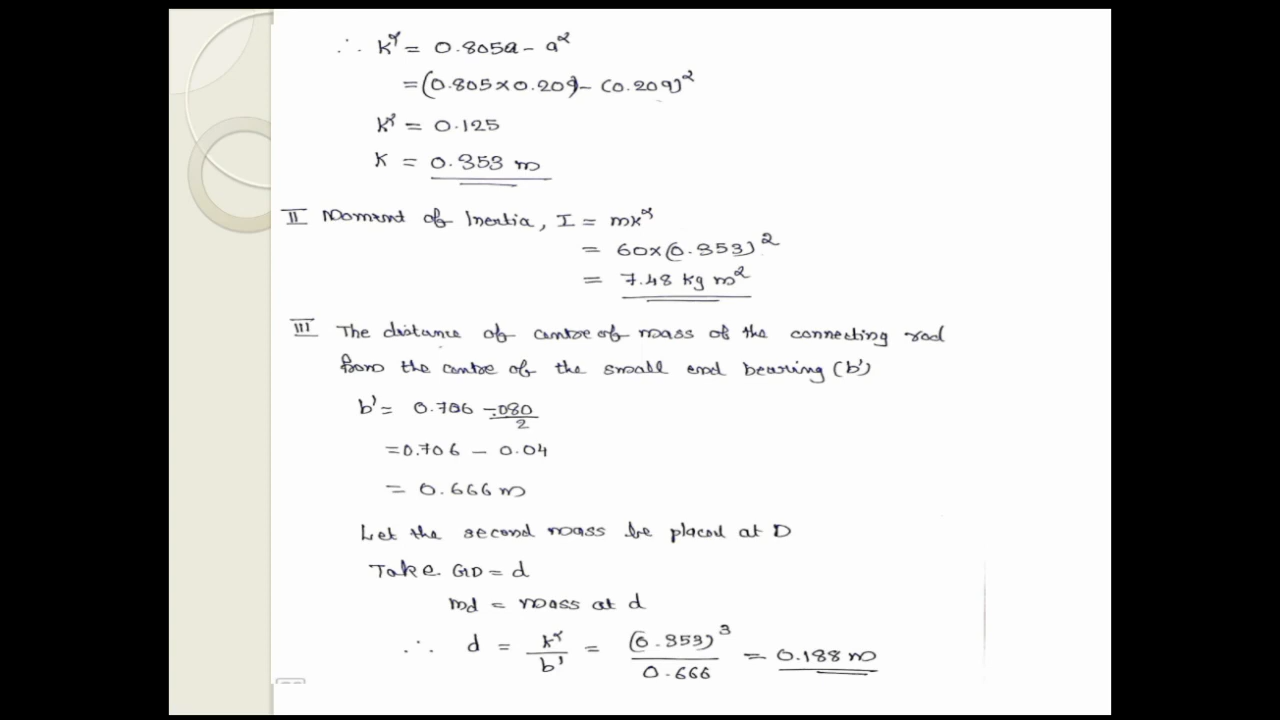 ∴ K² = 0.805a - a²
= (0.805×0.209) - (0.209)²
K² = 0.125
K = 0.353 m
II Moment of Inertia, I = mk²
= 60×(0.353)²
= 7.48 kg m²
III The distance of centre of mass of the connecting rod
from the centre of the small end bearing (b')
b' = 0.706 - .080/2
= 0.706 - 0.04
= 0.666 m
Let the second mass be placed at D
Take GD = d
md = mass at d
∴ d = k²/b' = (0.353)³/0.666 = 0.188 m